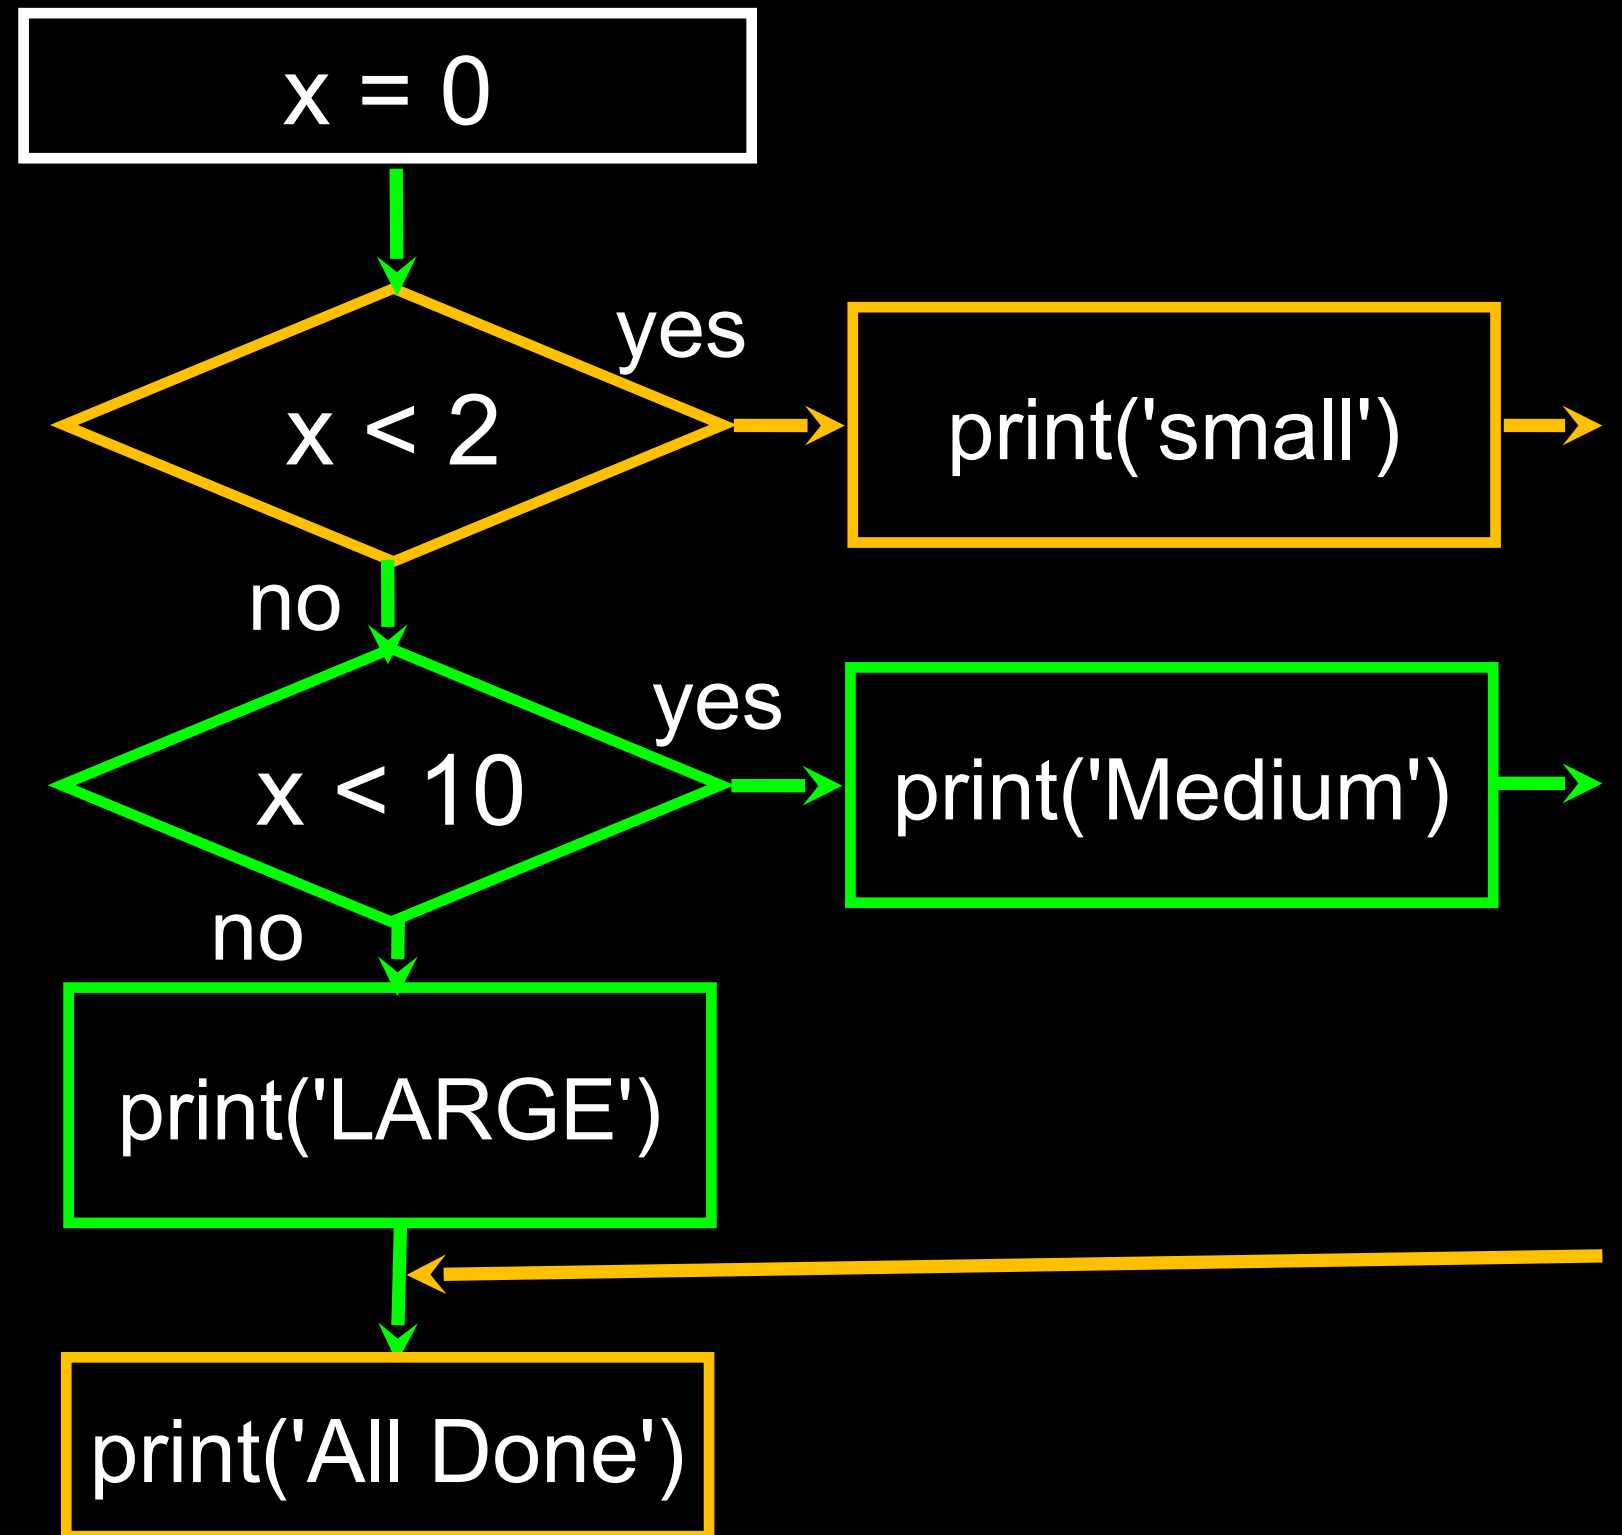 x = 0
yes
x < 2
print('small')
no
yes
x < 10
print('Medium')
no
print('LARGE')
print('All Done')